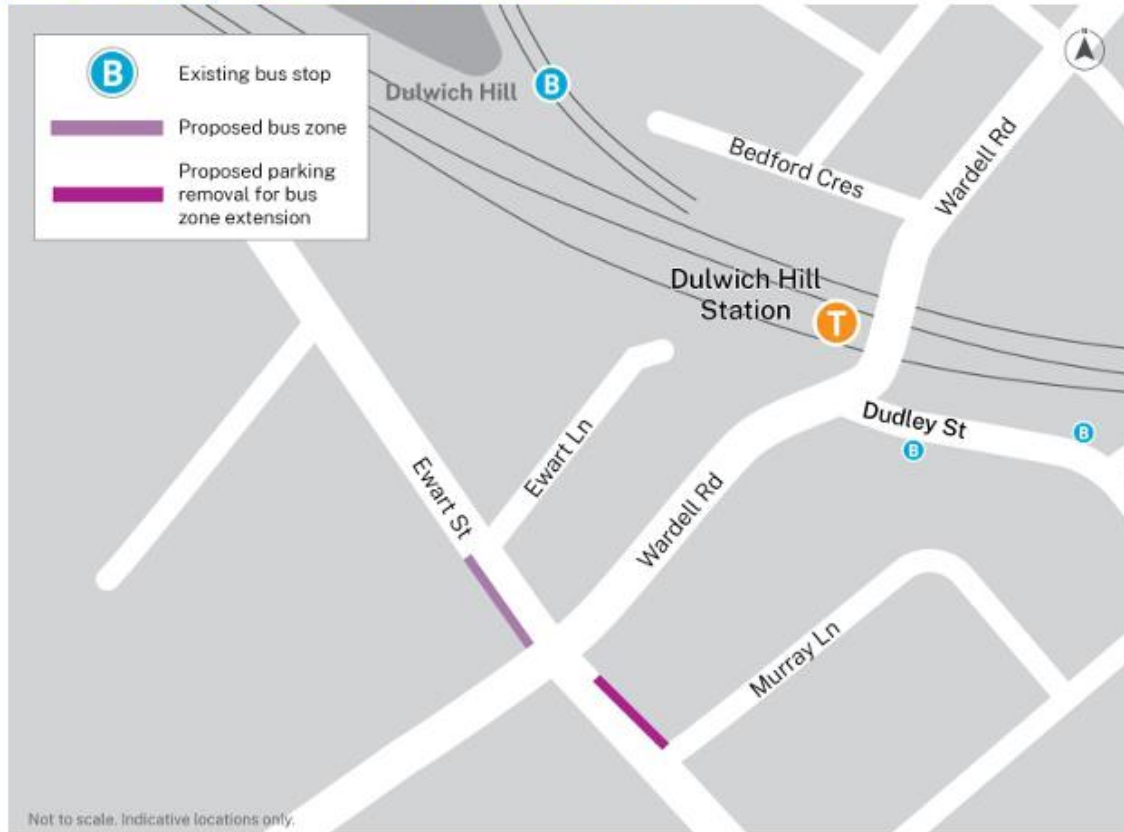 B
Existing bus stop
Proposed bus zone
Proposed parking
removal for bus
zone extension
Dulwich Hill
B
N
Bedford Cres
Wardell Rd
Dulwich Hill
Station
T
Dudley St
B
B
Ewart Ln
Ewart St
Wardell Rd
Murray Ln
Not to scale. Indicative locations only.